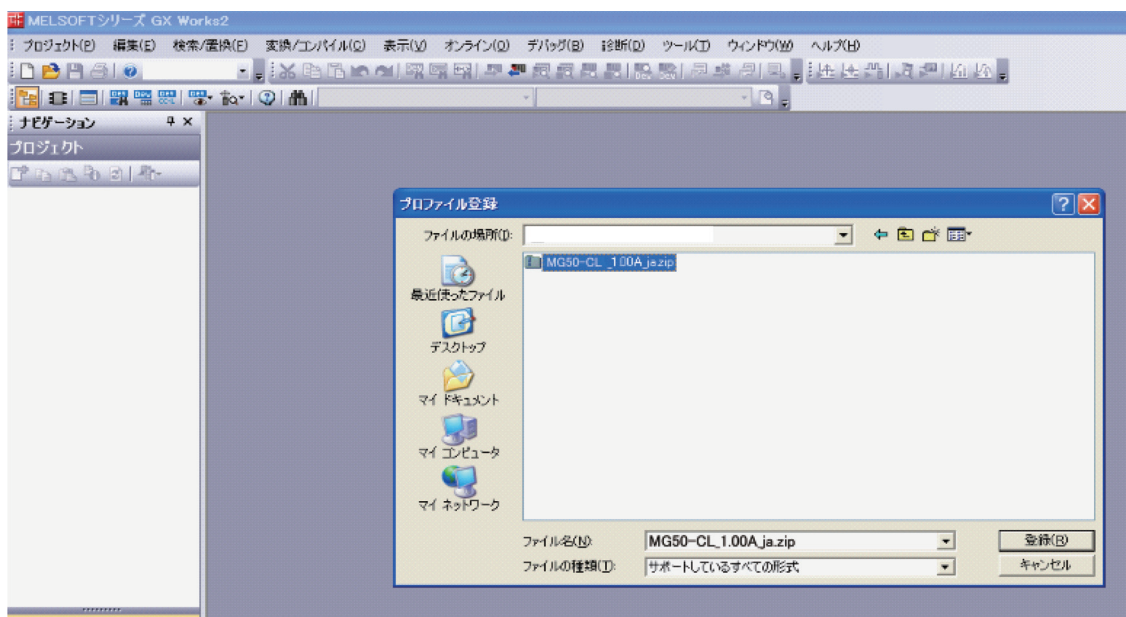 MELSOFTシリーズ GX Works2
プロジェクト(P) 編集(E) 検索/置換(F) 変換/コンパイル(C) 表示(V) オンライン(O) デバッグ(B) 診断(D) ツール(T) ウィンドウ(W) ヘルプ(H)
ナビゲーション
プロジェクト
プロファイル登録
ファイルの場所(I):
MG50-CL_1.00A_ja.zip
最近使ったファイル
デスクトップ
マイ ドキュメント
マイ コンピュータ
マイ ネットワーク
ファイル名(N): MG50-CL_1.00A_ja.zip 登録(R)
ファイルの種類(T): サポートしているすべての形式 キャンセル